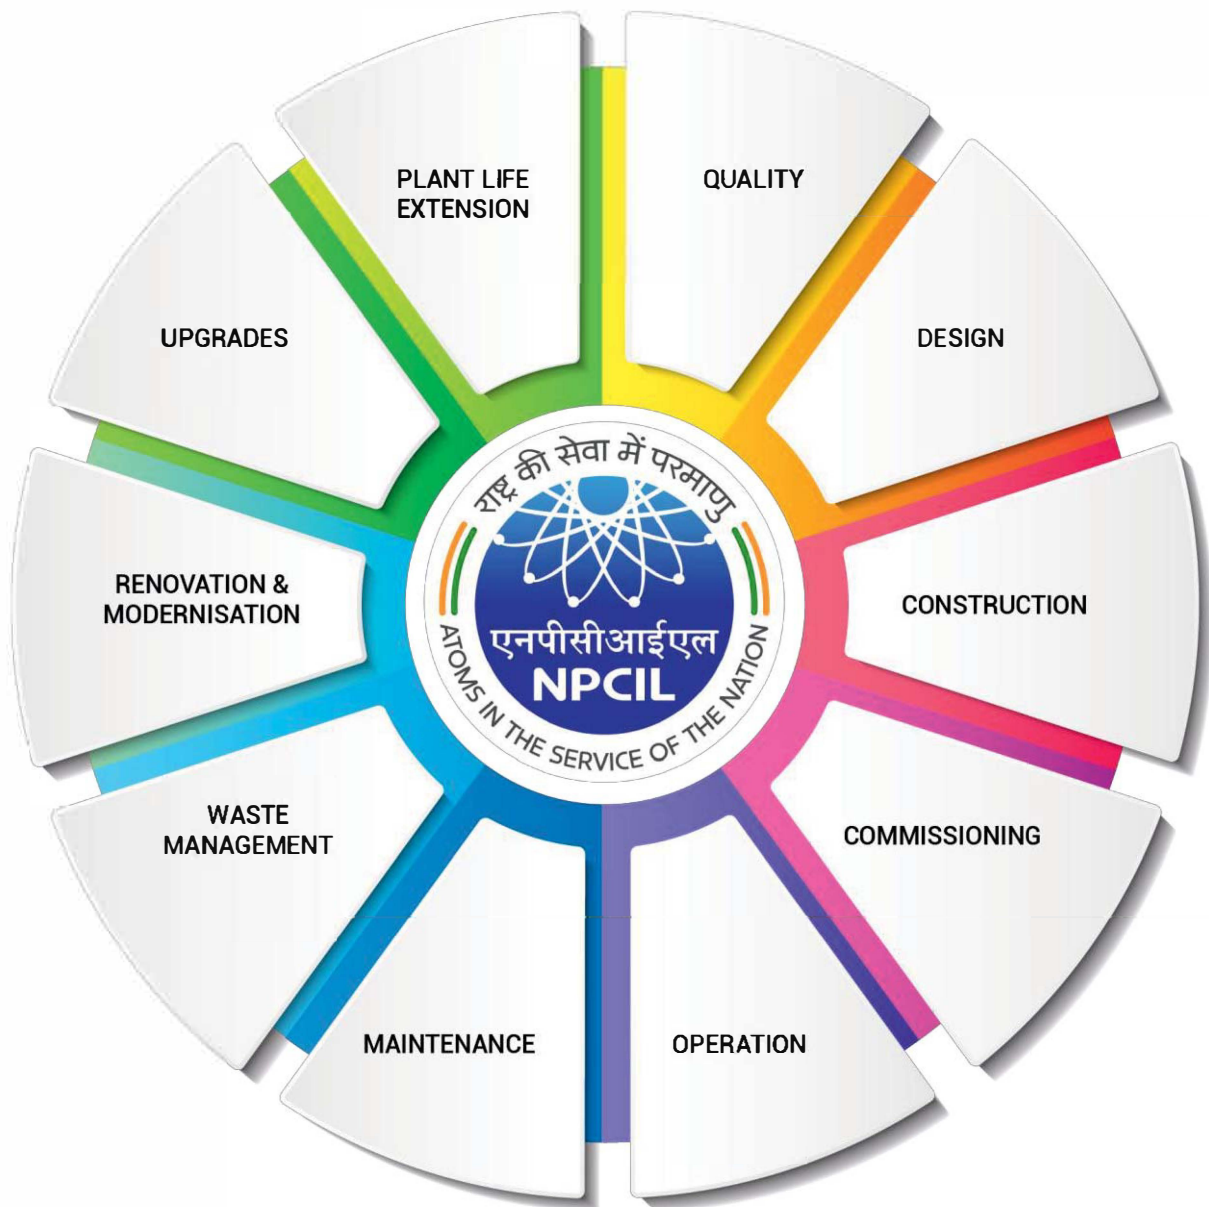 PLANT LIFE
EXTENSION
QUALITY
UPGRADES
DESIGN
राष्ट्र की सेवा में परमाणु
RENOVATION &
MODERNISATION
CONSTRUCTION
एनपीसीआईएल
NPCIL
ATOMS IN THE SERVICE OF THE NATION
WASTE
MANAGEMENT
COMMISSIONING
MAINTENANCE
OPERATION